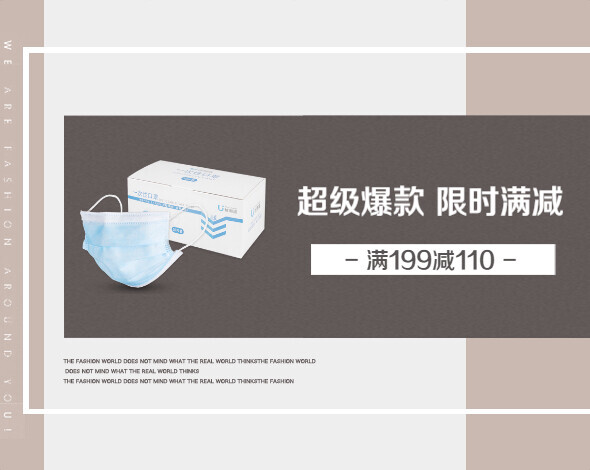 WE ARE FASHION AROUND YOU!
超级爆款 限时满减
- 满199减110 -
THE FASHION WORLD DOES NOT MIND WHAT THE REAL WORLD THINKSTHE FASHION WORLD
DOES NOT MIND WHAT THE REAL WORLD THINKS
THE FASHION WORLD DOES NOT MIND WHAT THE REAL WORLD THINKSTHE FASHION